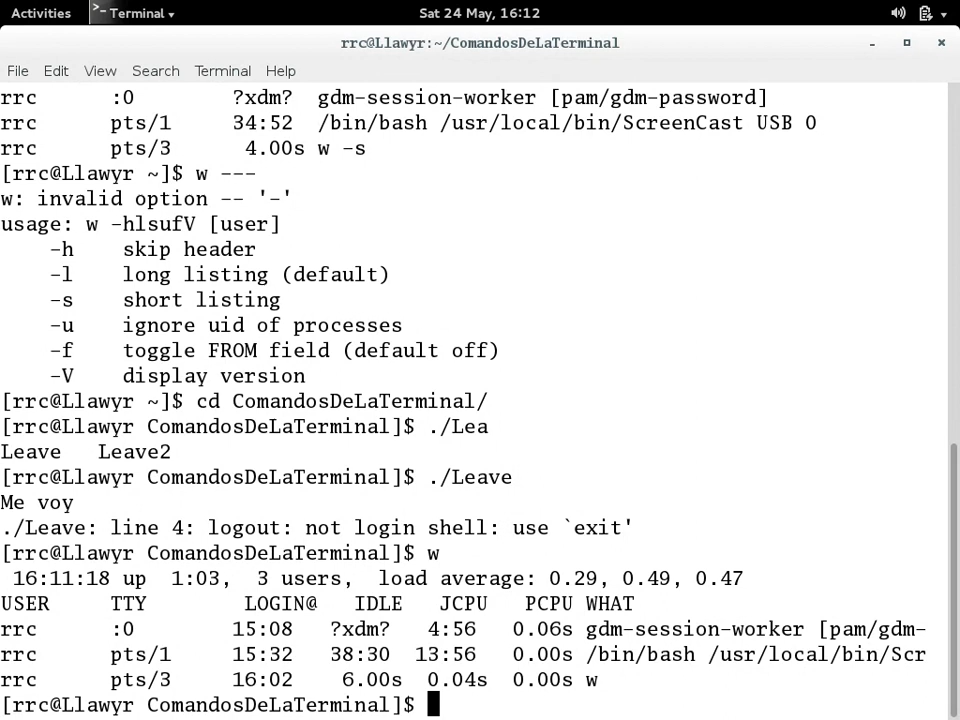 Activities   Terminal   Sat 24 May, 16:12
rrc@Llawyr:~/ComandosDeLaTerminal
File Edit View Search Terminal Help
rrc      :0        ?xdm?  gdm-session-worker [pam/gdm-password]
rrc      pts/1     34:52  /bin/bash /usr/local/bin/ScreenCast USB 0
rrc      pts/3      4.00s w -s
[rrc@Llawyr ~]$ w ---
w: invalid option -- '-'
usage: w -hlsufV [user]
    -h    skip header
    -l    long listing (default)
    -s    short listing
    -u    ignore uid of processes
    -f    toggle FROM field (default off)
    -V    display version
[rrc@Llawyr ~]$ cd ComandosDeLaTerminal/
[rrc@Llawyr ComandosDeLaTerminal]$ ./Lea
Leave   Leave2
[rrc@Llawyr ComandosDeLaTerminal]$ ./Leave
Me voy
./Leave: line 4: logout: not login shell: use `exit'
[rrc@Llawyr ComandosDeLaTerminal]$ w
 16:11:18 up  1:03,  3 users,  load average: 0.29, 0.49, 0.47
USER     TTY        LOGIN@   IDLE   JCPU   PCPU WHAT
rrc      :0        15:08   ?xdm?   4:56   0.06s gdm-session-worker [pam/gdm-
rrc      pts/1     15:32   38:30  13:56   0.00s /bin/bash /usr/local/bin/Scr
rrc      pts/3     16:02    6.00s  0.04s  0.00s w
[rrc@Llawyr ComandosDeLaTerminal]$